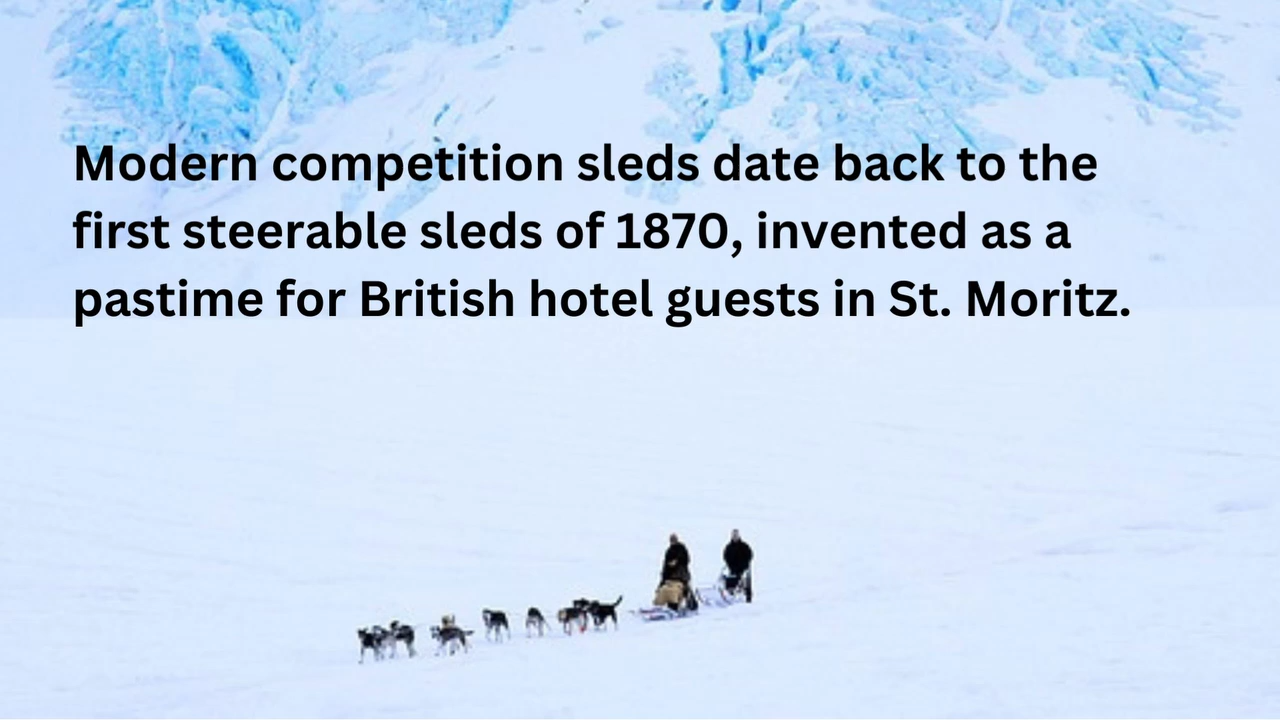 Modern competition sleds date back to the
first steerable sleds of 1870, invented as a
pastime for British hotel guests in St. Moritz.